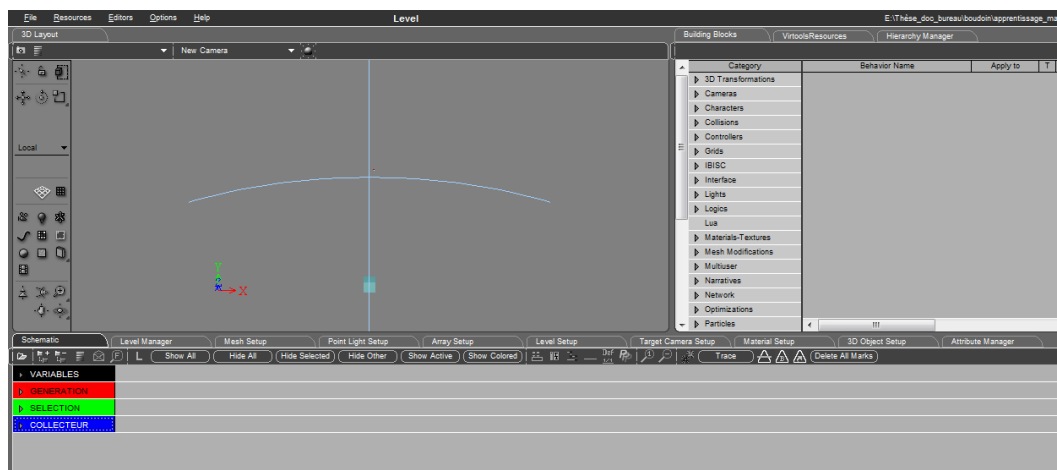 File Resources Editors Options Help Level E:\Thèse_doc_bureau\boudoin\apprentissage_ma
3D Layout Building Blocks VirtoolsResources Hierarchy Manager
New Camera
Category Behavior Name Apply to T
3D Transformations
Cameras
Characters
Collisions
Controllers
Local
Grids
IBISC
Interface
Lights
Logics
Lua
Materials-Textures
Mesh Modifications
Multiuser
Narratives
Network
Optimizations
Particles
Y
X
Schematic Level Manager Mesh Setup Point Light Setup Array Setup Level Setup Target Camera Setup Material Setup 3D Object Setup Attribute Manager
L Show All Hide All Hide Selected Hide Other Show Active Show Colored Trace Delete All Marks
VARIABLES
GENERATION
SELECTION
COLLECTEUR